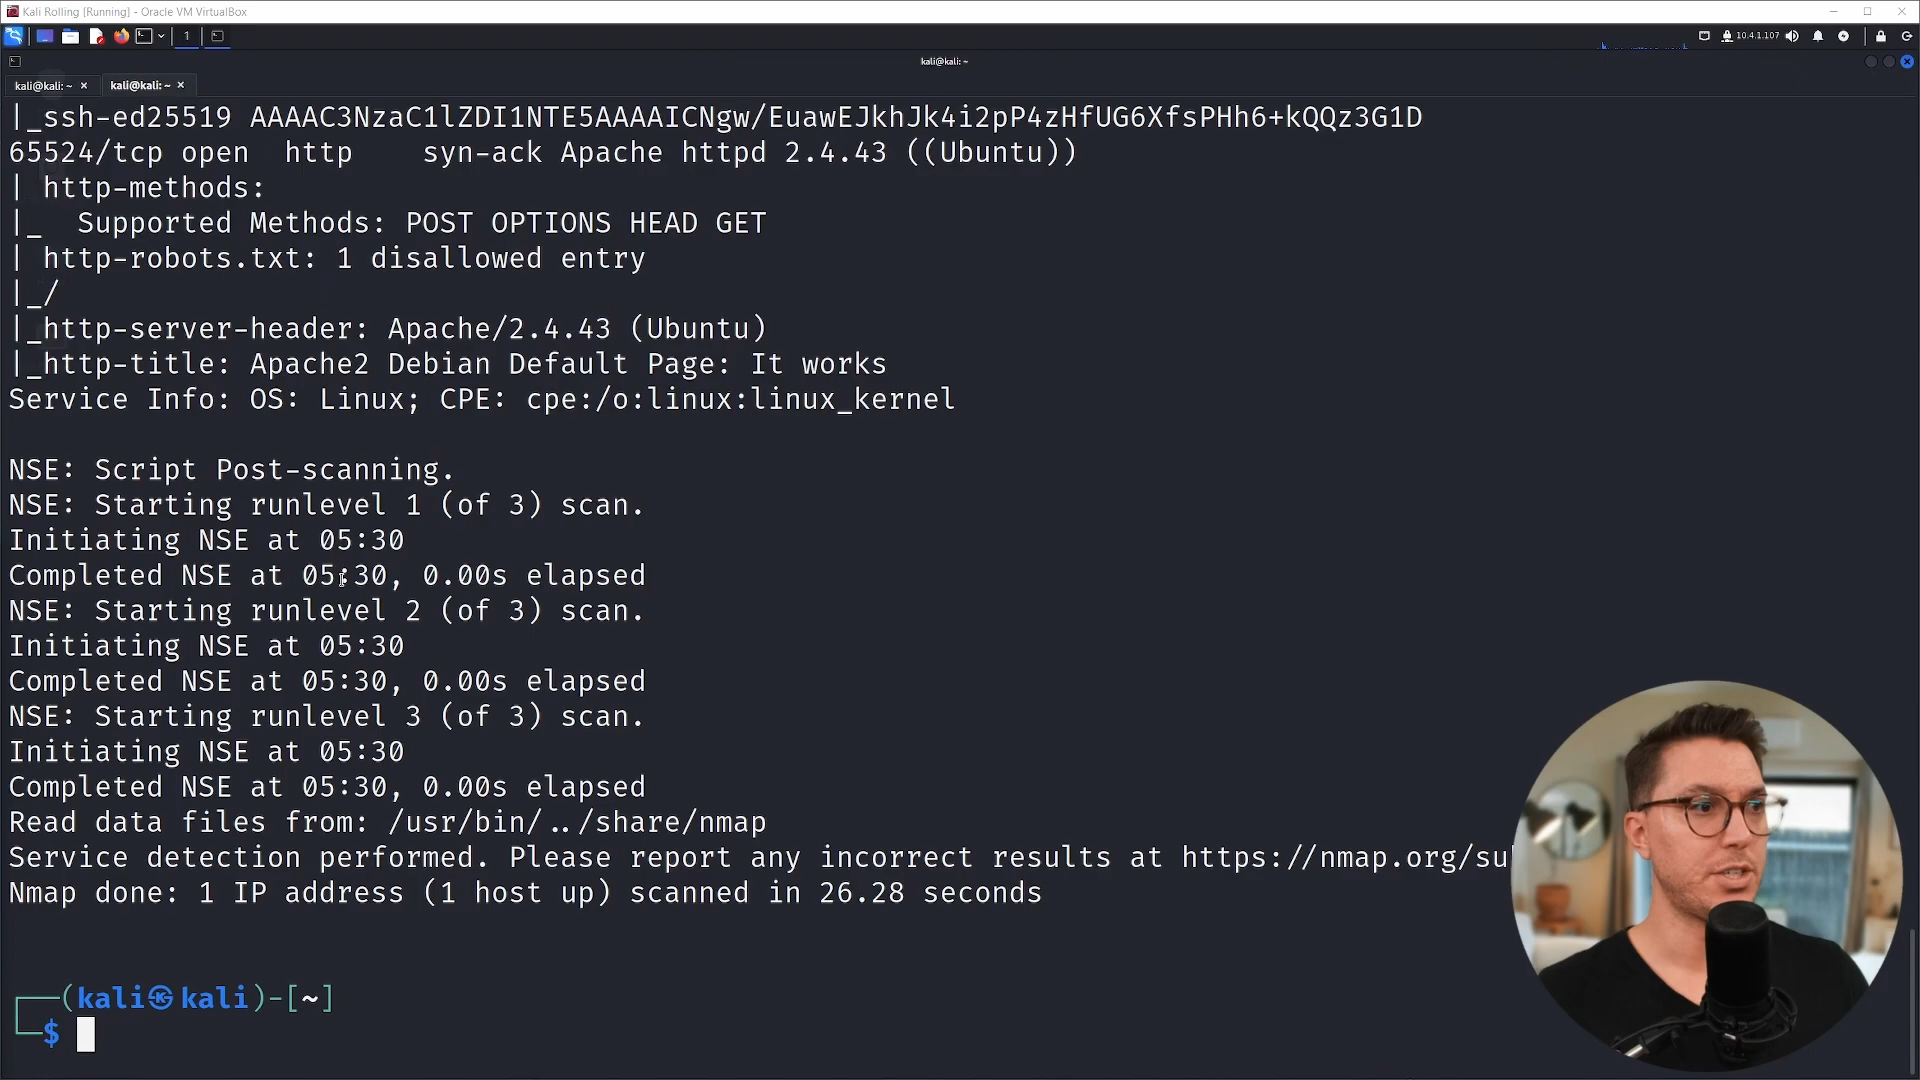 Kali Rolling [Running] - Oracle VM VirtualBox
1
10.4.1.107
kali@kali: ~
kali@kali: ~ × kali@kali: ~ ×
|_ssh-ed25519 AAAAC3NzaC1lZDI1NTE5AAAAICNgw/EuawEJkhJk4i2pP4zHfUG6XfsPHh6+kQQz3G1D
65524/tcp open  http    syn-ack Apache httpd 2.4.43 ((Ubuntu))
| http-methods:
|_  Supported Methods: POST OPTIONS HEAD GET
| http-robots.txt: 1 disallowed entry
|_/
|_http-server-header: Apache/2.4.43 (Ubuntu)
|_http-title: Apache2 Debian Default Page: It works
Service Info: OS: Linux; CPE: cpe:/o:linux:linux_kernel
NSE: Script Post-scanning.
NSE: Starting runlevel 1 (of 3) scan.
Initiating NSE at 05:30
Completed NSE at 05:30, 0.00s elapsed
NSE: Starting runlevel 2 (of 3) scan.
Initiating NSE at 05:30
Completed NSE at 05:30, 0.00s elapsed
NSE: Starting runlevel 3 (of 3) scan.
Initiating NSE at 05:30
Completed NSE at 05:30, 0.00s elapsed
Read data files from: /usr/bin/../share/nmap
Service detection performed. Please report any incorrect results at https://nmap.org/su
Nmap done: 1 IP address (1 host up) scanned in 26.28 seconds
┌──(kali㉿kali)-[~]
└─$